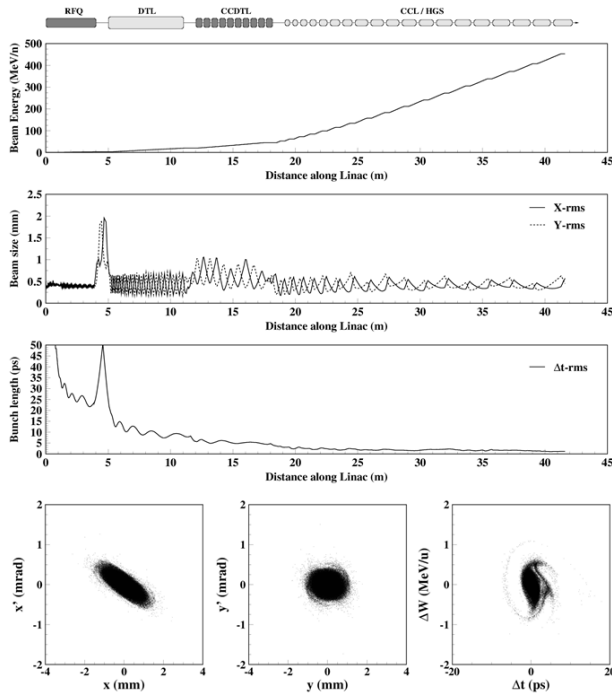 RFQ DTL CCDTL CCL / HGS
Beam Energy (MeV/n)
500
400
300
200
100
0
0 5 10 15 20 25 30 35 40 45
Distance along Linac (m)
Beam size (mm)
2.5
2
1.5
1
0.5
0
X-rms
Y-rms
0 5 10 15 20 25 30 35 40 45
Distance along Linac (m)
Bunch length (ps)
50
45
40
35
30
25
20
15
10
5
0
Δt-rms
0 5 10 15 20 25 30 35 40 45
Distance along Linac (m)
x' (mrad)
2
1
0
-1
-2
-4 -2 0 2 4
x (mm)
y' (mrad)
2
1
0
-1
-2
-4 -2 0 2 4
y (mm)
ΔW (MeV/u)
2
1
0
-1
-2
-20 -10 0 10 20
Δt (ps)